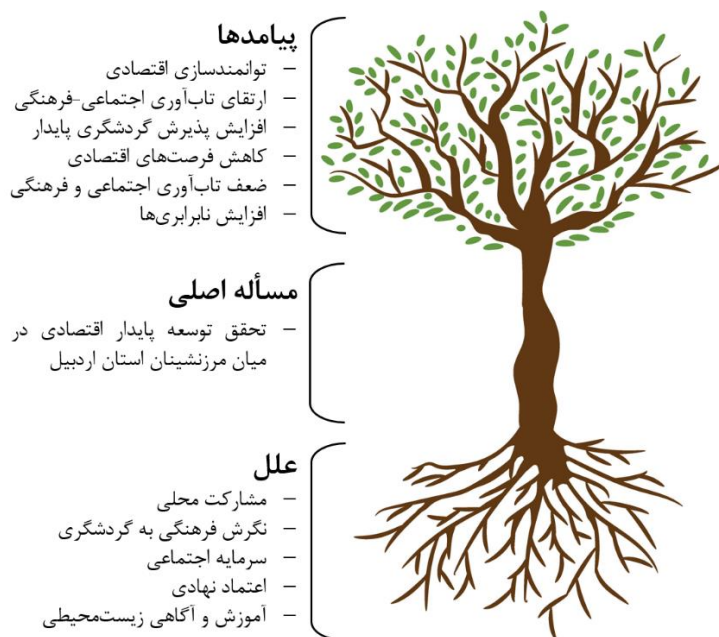 پیامدها
– توانمندسازی اقتصادی
– ارتقای تاب‌آوری اجتماعی-فرهنگی
– افزایش پذیرش گردشگری پایدار
– کاهش فرصت‌های اقتصادی
– ضعف تاب‌آوری اجتماعی و فرهنگی
– افزایش نابرابری‌ها
مسأله اصلی
– تحقق توسعه پایدار اقتصادی در
میان مرزنشینان استان اردبیل
علل
– مشارکت محلی
– نگرش فرهنگی به گردشگری
– سرمایه اجتماعی
– اعتماد نهادی
– آموزش و آگاهی زیست‌محیطی